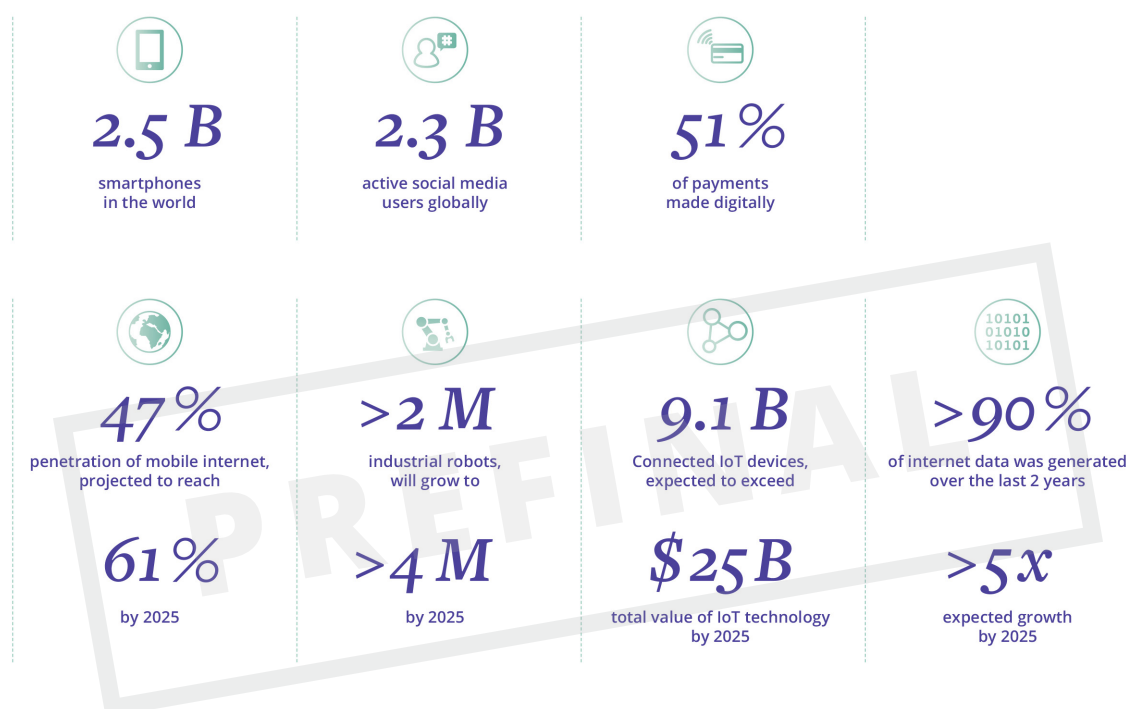 2.5 B
smartphones
in the world
2.3 B
active social media
users globally
51%
of payments
made digitally
47%
penetration of mobile internet,
projected to reach
61%
by 2025
>2 M
industrial robots,
will grow to
>4 M
by 2025
9.1 B
Connected IoT devices,
expected to exceed
$25B
total value of IoT technology
by 2025
10101
01010
10101
>90%
of internet data was generated
over the last 2 years
>5x
expected growth
by 2025
#
PREFINAL